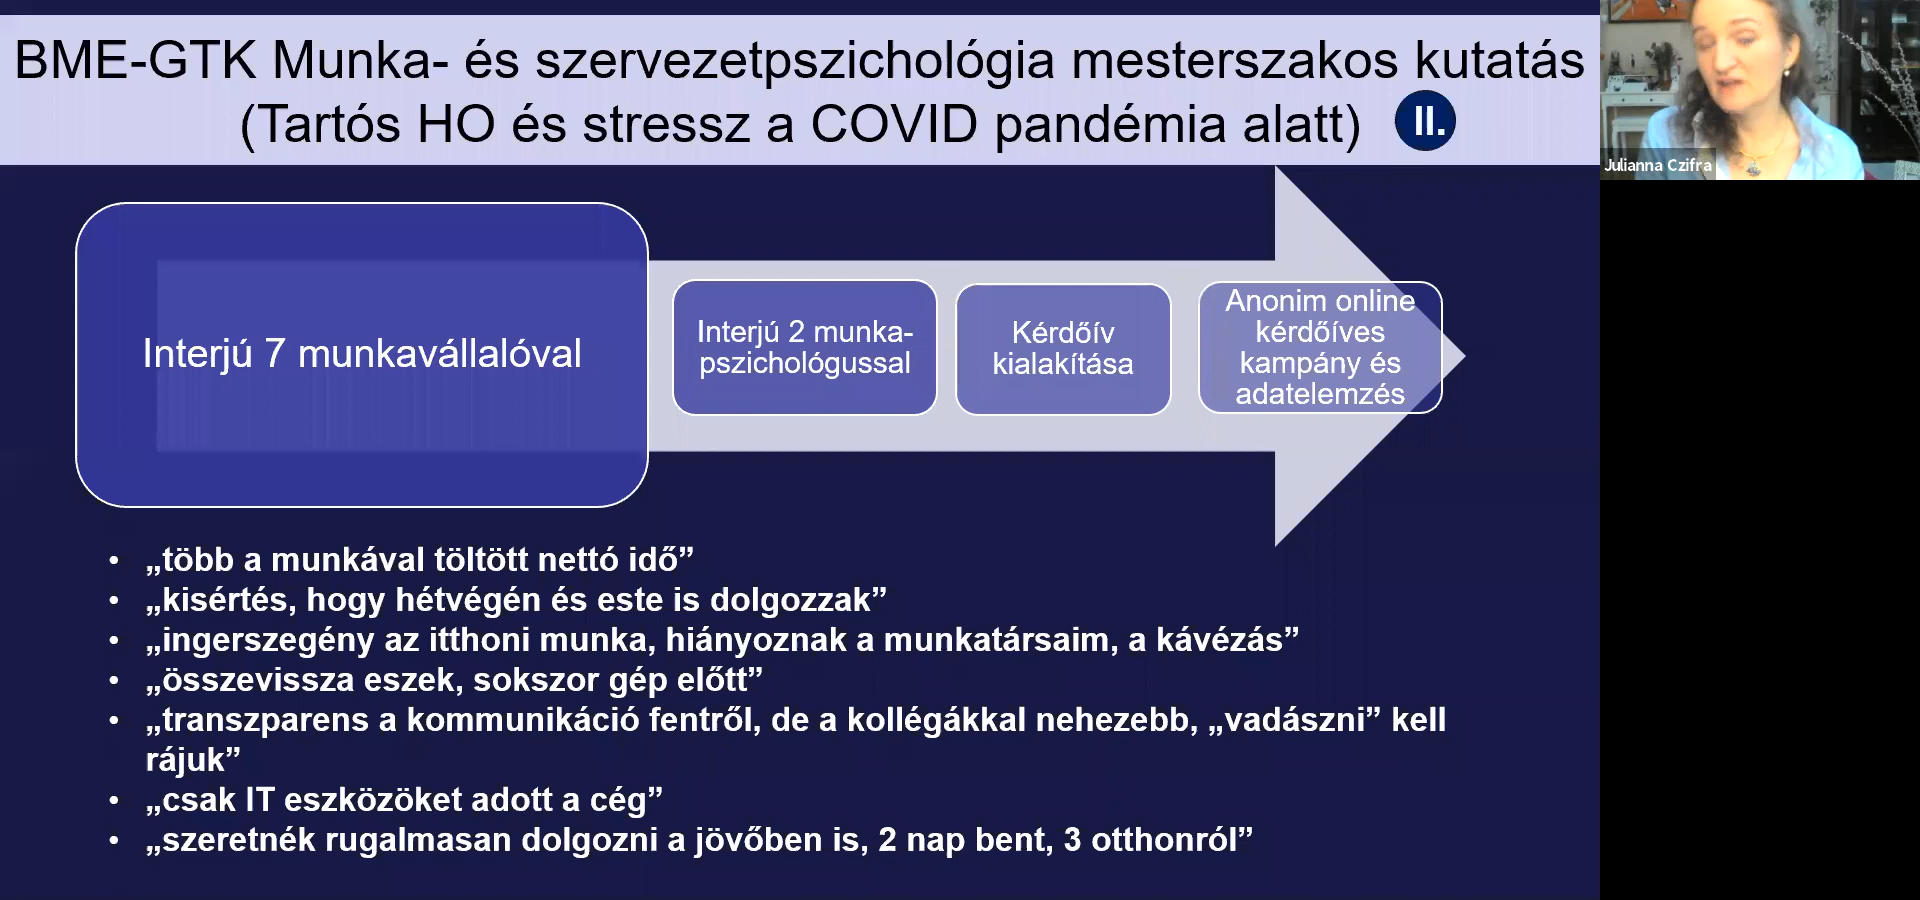 BME-GTK Munka- és szervezetpszichológia mesterszakos kutatás
(Tartós HO és stressz a COVID pandémia alatt) II.
Julianna Czifra
Interjú 7 munkavállalóval
Interjú 2 munka-
pszichológussal
Kérdőív
kialakítása
Anonim online
kérdőíves
kampány és
adatelemzés
• „több a munkával töltött nettó idő”
• „kisértés, hogy hétvégén és este is dolgozzak”
• „ingerszegény az itthoni munka, hiányoznak a munkatársaim, a kávézás”
• „összevissza eszek, sokszor gép előtt”
• „transzparens a kommunikáció fentről, de a kollégákkal nehezebb, „vadászni” kell
rájuk”
• „csak IT eszközöket adott a cég”
• „szeretnék rugalmasan dolgozni a jövőben is, 2 nap bent, 3 otthonról”